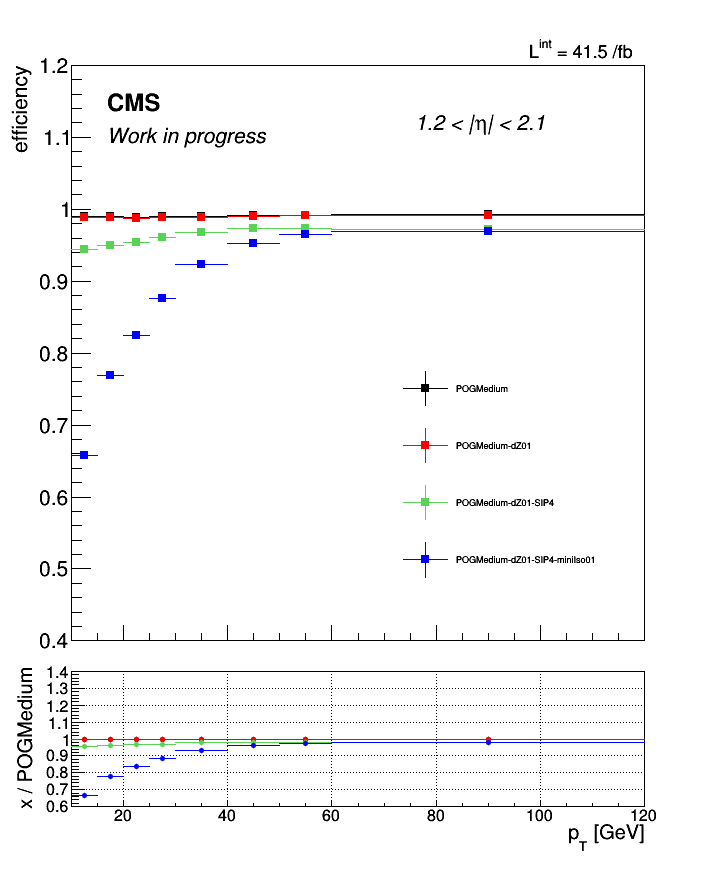 L^int = 41.5 /fb
efficiency
CMS
Work in progress
1.2 < |η| < 2.1
1.2
1.1
1
0.9
0.8
0.7
0.6
0.5
0.4
POGMedium
POGMedium-dZ01
POGMedium-dZ01-SIP4
POGMedium-dZ01-SIP4-miniIso01
x / POGMedium
1.4
1.3
1.2
1.1
1
0.9
0.8
0.7
0.6
20 40 60 80 100 120
p_T [GeV]